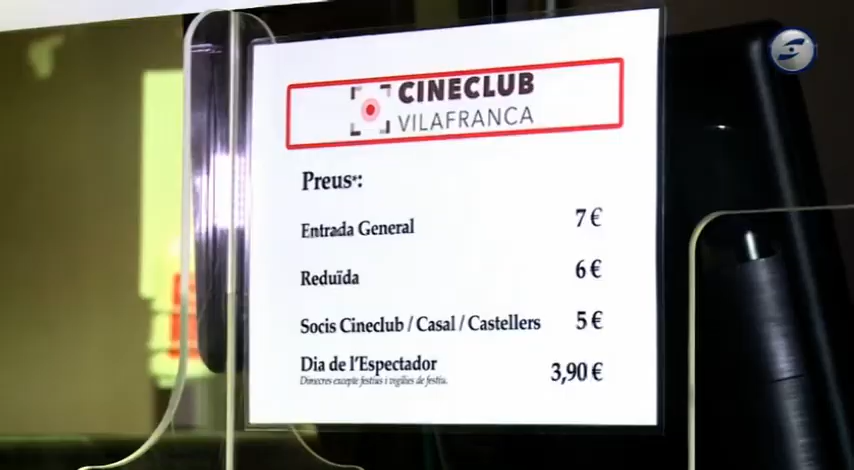 CINECLUB
VILAFRANCA
Preus*:
Entrada General 7 €
Reduïda 6 €
Socis Cineclub / Casal / Castellers 5 €
Dia de l'Espectador 3,90 €
Dimecres excepte festius i vigílies de festiu.